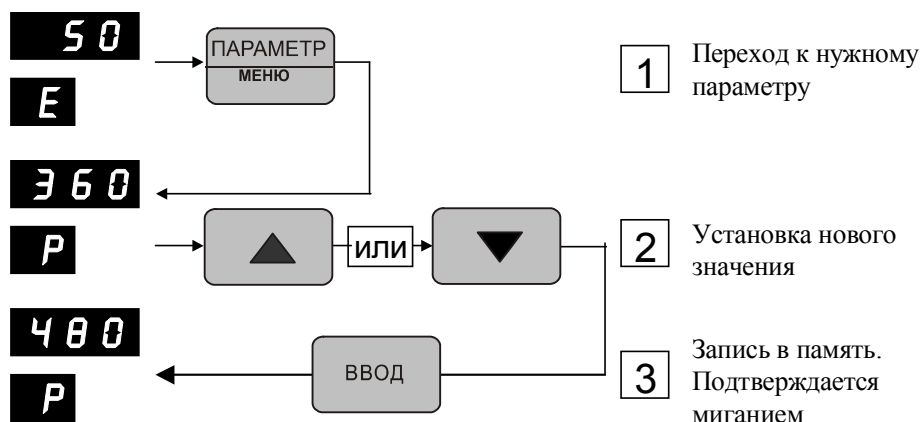 50
ПАРАМЕТР
МЕНЮ
E
1
Переход к нужному
параметру
360
P
ИЛИ
2
Установка нового
значения
480
P
ВВОД
3
Запись в память.
Подтверждается
миганием